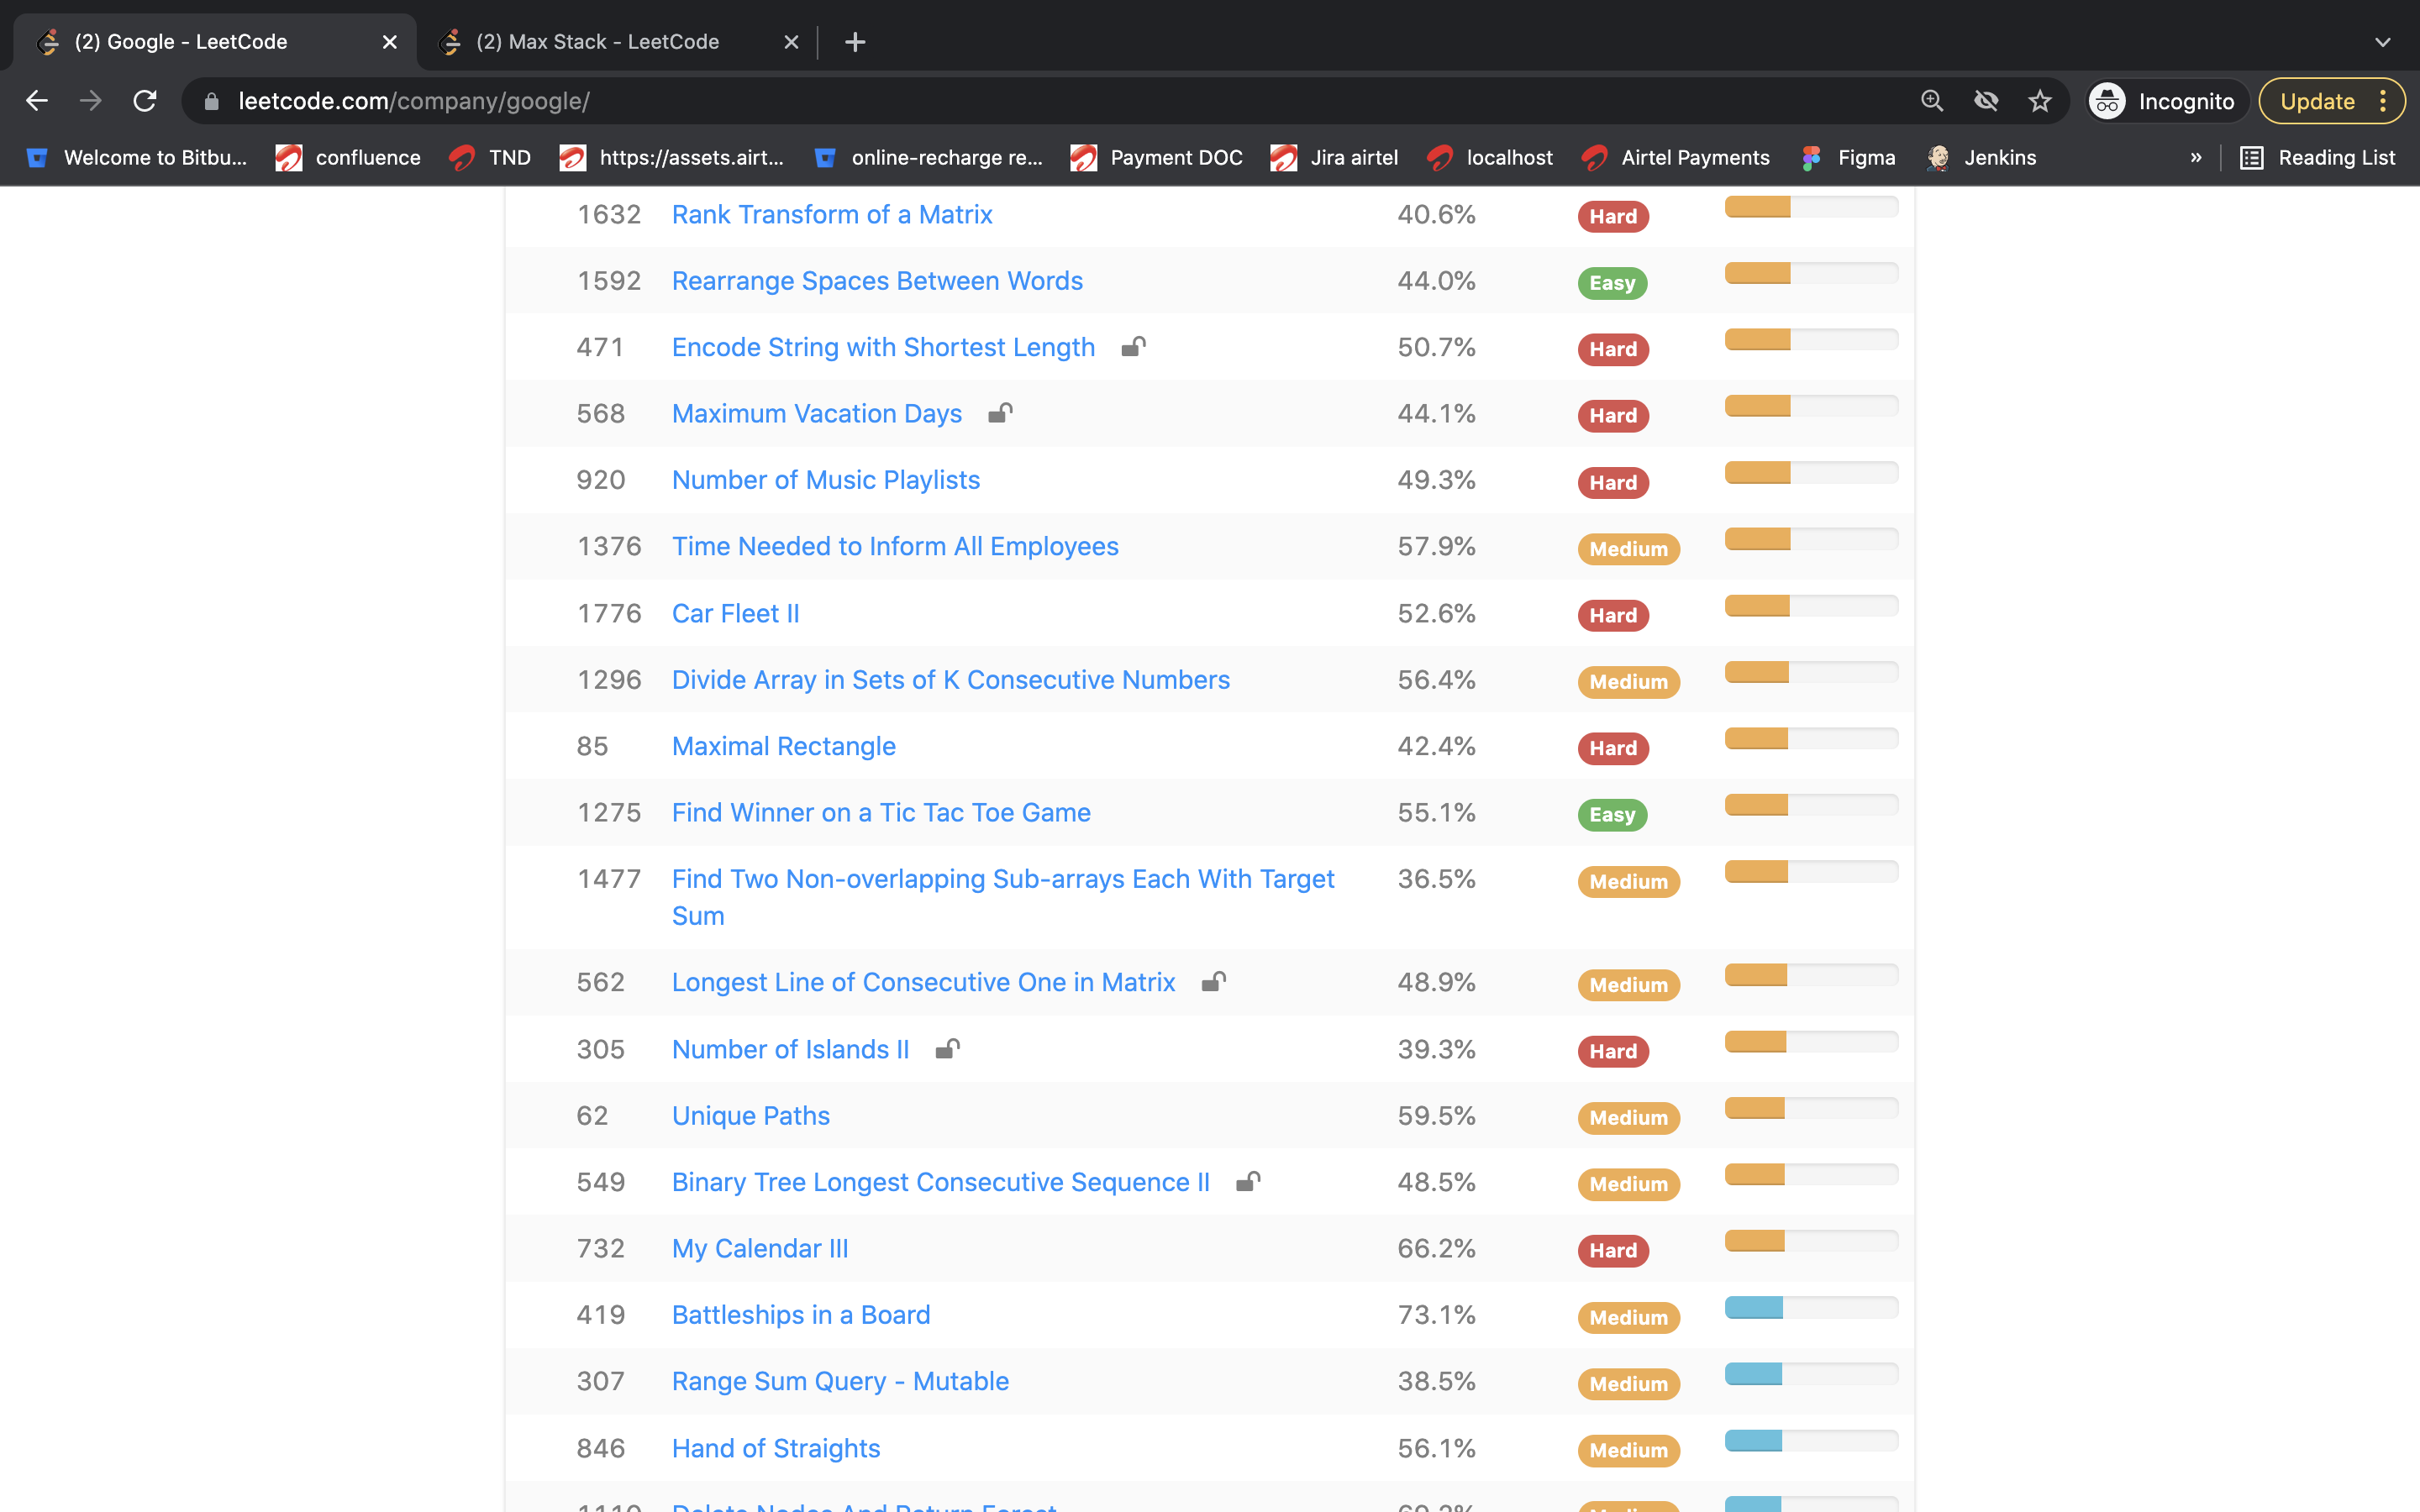 (2) Google - LeetCode
(2) Max Stack - LeetCode
leetcode.com/company/google/
Incognito
Update
Welcome to Bitbu...
confluence
TND
https://assets.airt...
online-recharge re...
Payment DOC
Jira airtel
localhost
Airtel Payments
Figma
Jenkins
»
Reading List
1632 Rank Transform of a Matrix 40.6% Hard
1592 Rearrange Spaces Between Words 44.0% Easy
471 Encode String with Shortest Length 50.7% Hard
568 Maximum Vacation Days 44.1% Hard
920 Number of Music Playlists 49.3% Hard
1376 Time Needed to Inform All Employees 57.9% Medium
1776 Car Fleet II 52.6% Hard
1296 Divide Array in Sets of K Consecutive Numbers 56.4% Medium
85 Maximal Rectangle 42.4% Hard
1275 Find Winner on a Tic Tac Toe Game 55.1% Easy
1477 Find Two Non-overlapping Sub-arrays Each With Target 36.5% Medium
Sum
562 Longest Line of Consecutive One in Matrix 48.9% Medium
305 Number of Islands II 39.3% Hard
62 Unique Paths 59.5% Medium
549 Binary Tree Longest Consecutive Sequence II 48.5% Medium
732 My Calendar III 66.2% Hard
419 Battleships in a Board 73.1% Medium
307 Range Sum Query - Mutable 38.5% Medium
846 Hand of Straights 56.1% Medium
Delete Nodes And Return Forest